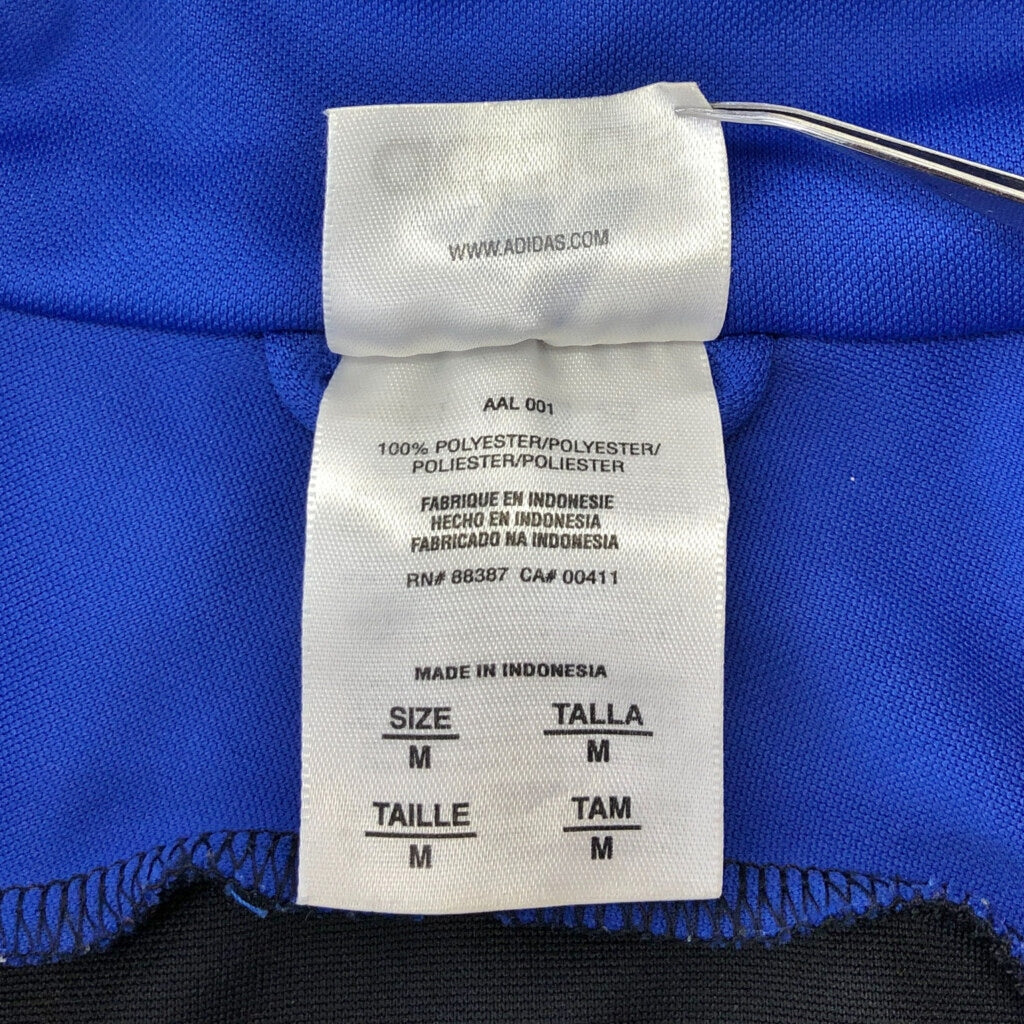 WWW.ADIDAS.COM
AAL 001
100% POLYESTER/POLYESTER/
POLIESTER/POLIESTER
FABRIQUE EN INDONESIE
HECHO EN INDONESIA
FABRICADO NA INDONESIA
RN# 88387 CA# 00411
MADE IN INDONESIA
SIZE TALLA
M M
TAILLE TAM
M M